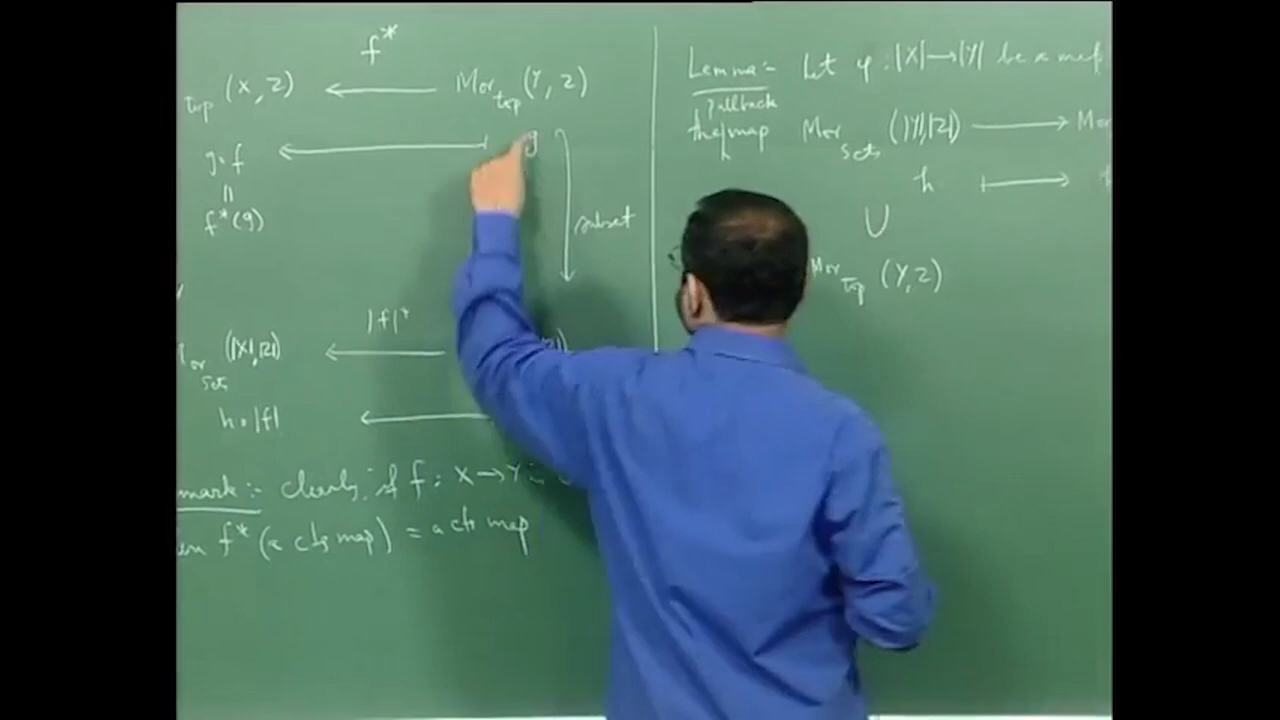 f*
top (X, Z) ← Mor top (Y, Z)
g∘f ← g
||
f*(g)
subset
|f|*
or Sets (|X|, |Z|) ←
h∘|f| ←
mark:- clearly, if f: X → Y
f*(a cts map) = a cts map
Lemma:- Let φ: |X| → |Y| be a map
pullback
the map Mor Sets (|Y|, |Z|) → Mor
h ↦
∪
Mor top (Y, Z)